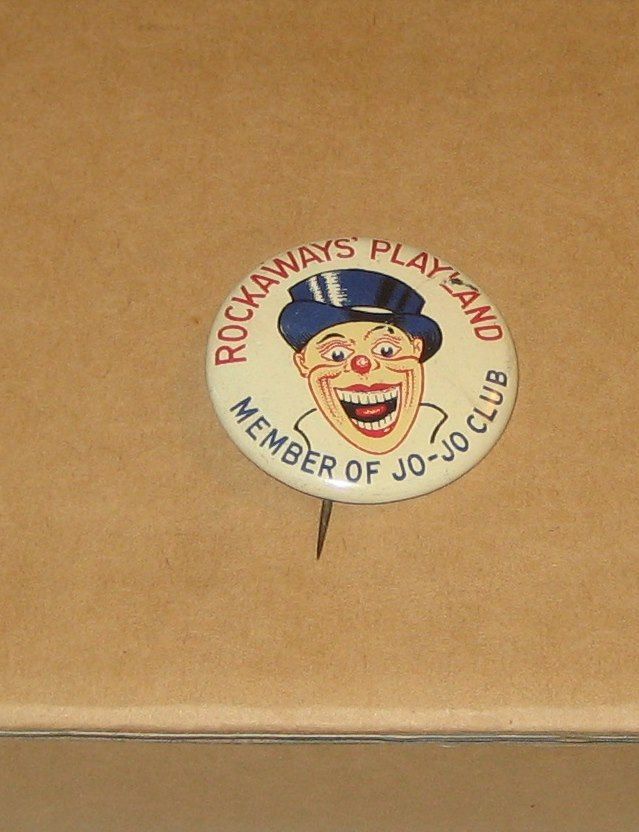 ROCKAWAYS' PLAYLAND
MEMBER OF JO-JO CLUB